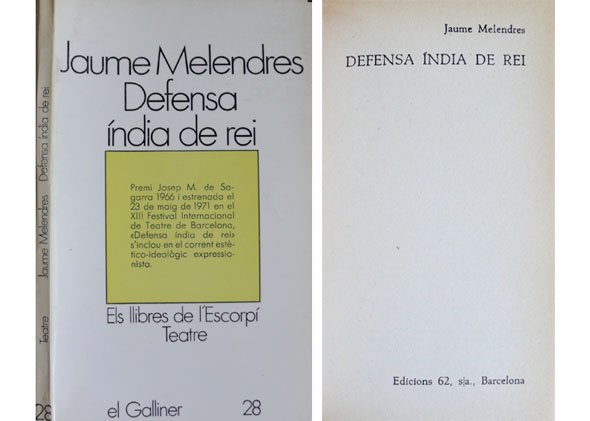 Teatre Jaume Melendres Defensa índia de rei
28
Jaume Melendres
Defensa
índia de rei
Premi Josep M. de Sa-
garra 1966 i estrenada el
23 de maig de 1971 en el
XIII Festival Internacional
de Teatre de Barcelona,
«Defensa índia de rei»
s'inclou en el corrent estè-
tico-ideològic expressio-
nista.
Els llibres de l'Escorpí
Teatre
el Galliner 28
Jaume Melendres
DEFENSA ÍNDIA DE REI
Edicions 62, s|a., Barcelona